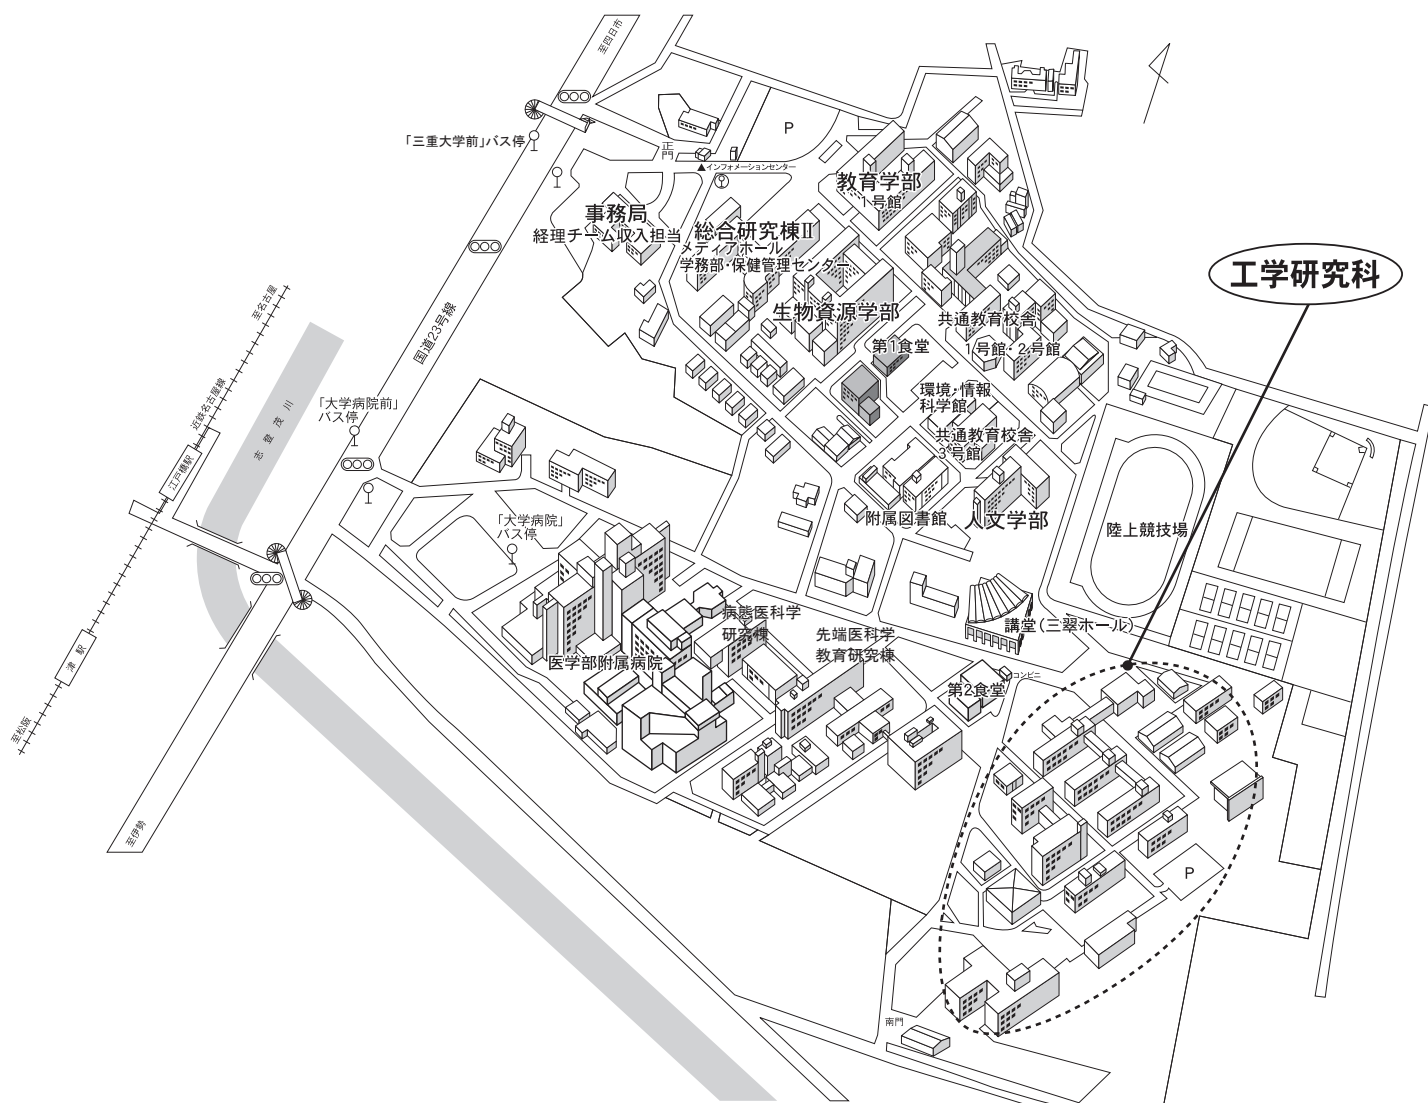 至四日市
「三重大学前」バス停
正門
▲インフォメーションセンター
P
教育学部
1号館
事務局
経理チーム収入担当
総合研究棟Ⅱ
メディアホール
学務部・保健管理センター
工学研究科
至名古屋
国道23号線
生物資源学部
共通教育校舎
1号館・2号館
第1食堂
近鉄名古屋線
志登茂川
「大学病院前」
バス停
環境・情報
科学館
共通教育校舎
3号館
江戸橋駅
「大学病院」
バス停
附属図書館
人文学部
陸上競技場
病態医科学
研究棟
先端医科学
教育研究棟
講堂(三翠ホール)
医学部附属病院
津駅
第2食堂
コンビニ
至松阪
至伊勢
P
南門